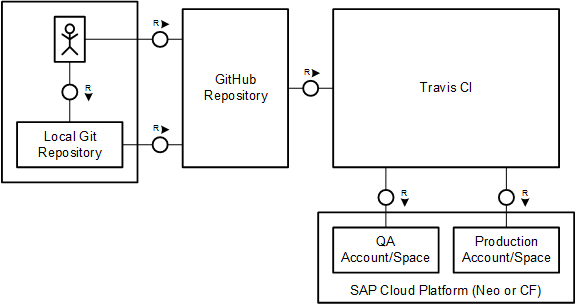 R
R
R
GitHub
Repository
Travis CI
R
Local Git
Repository
R
R
R
QA
Account/Space
Production
Account/Space
SAP Cloud Platform (Neo or CF)